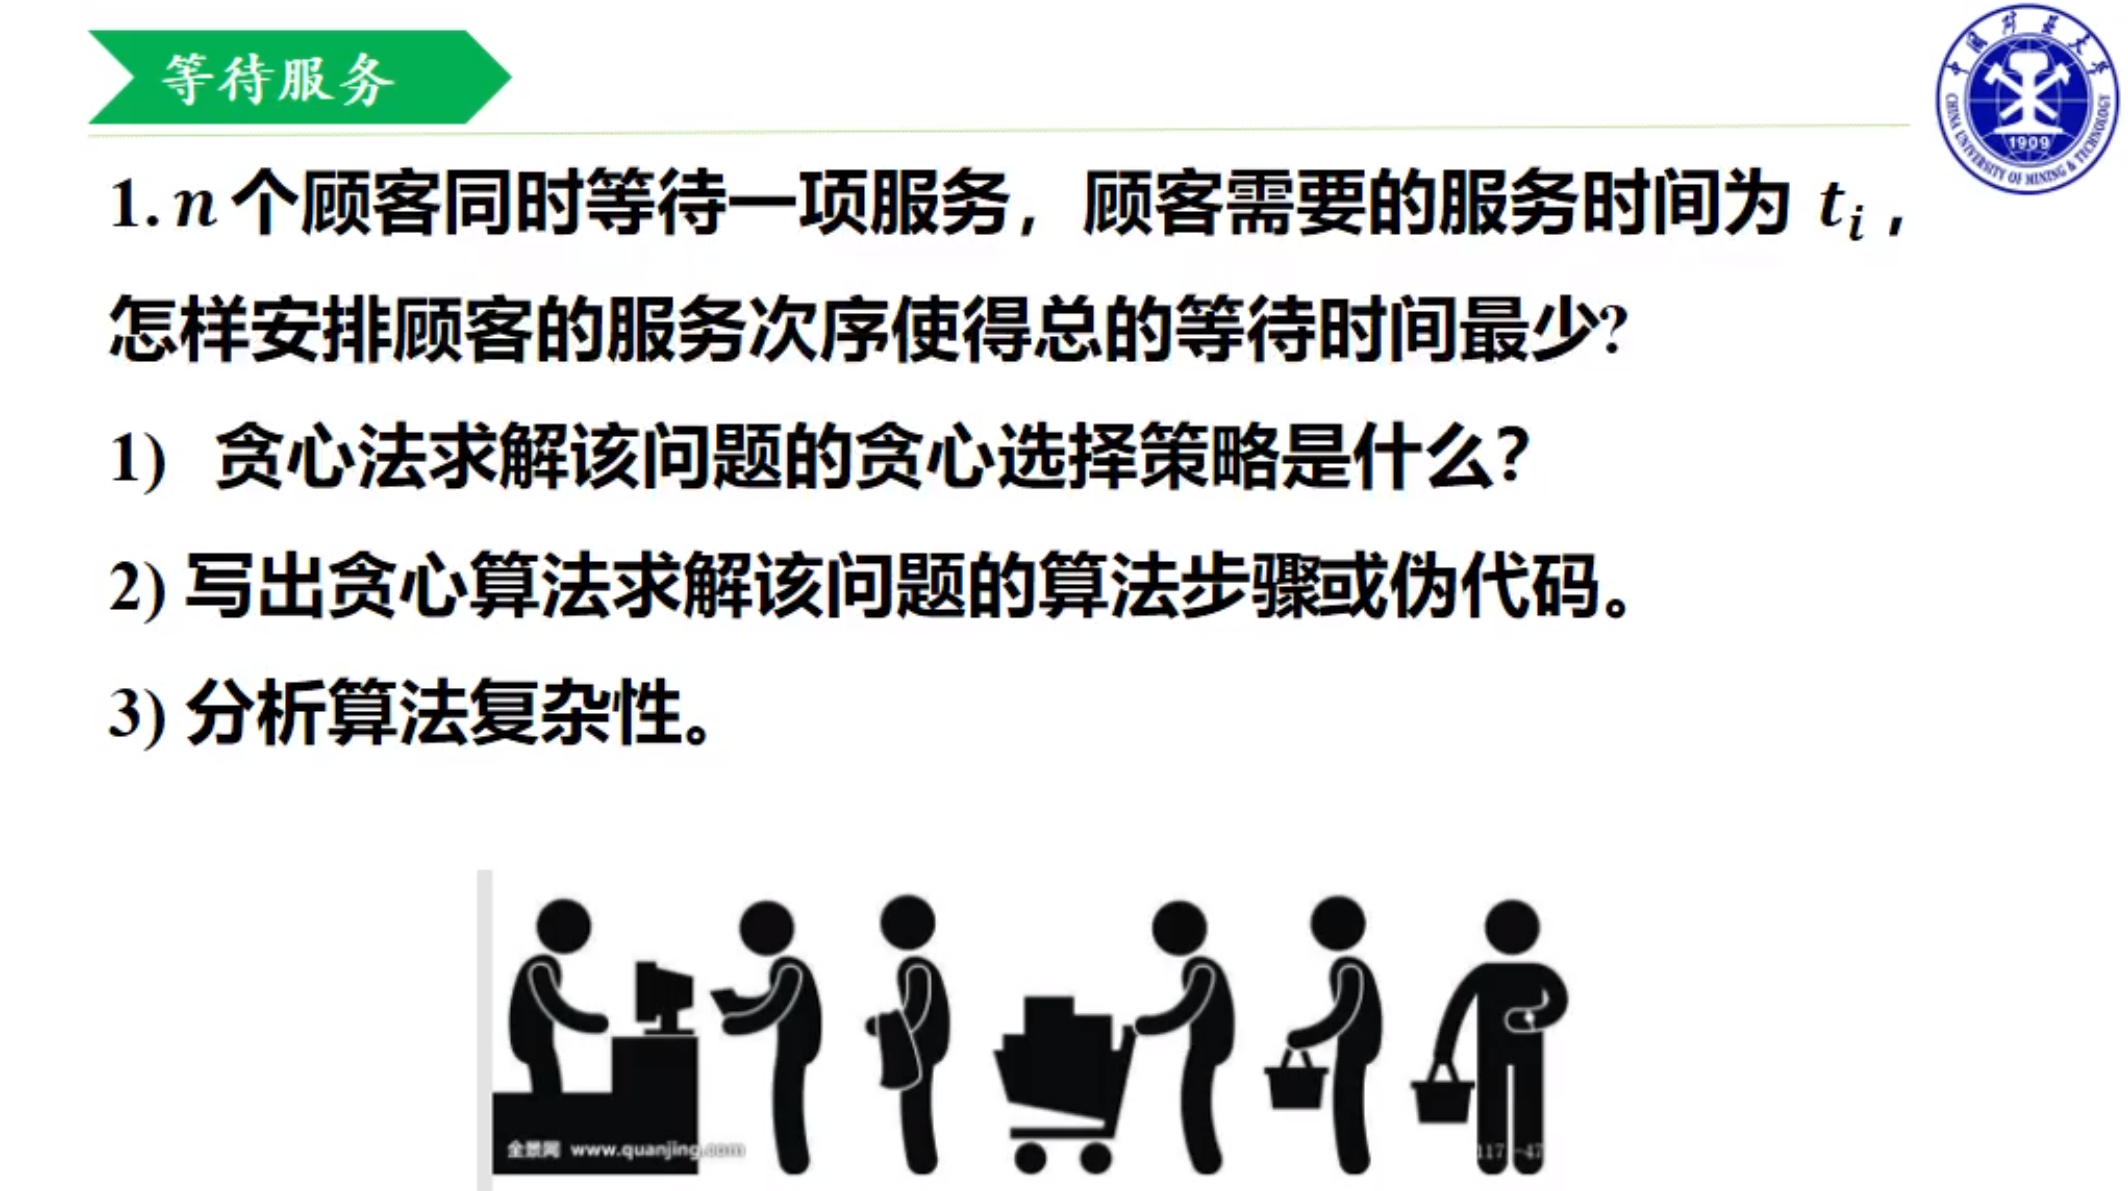 等待服务
中国矿业大学
CHINA UNIVERSITY OF MINING & TECHNOLOGY
1909
1. n 个顾客同时等待一项服务，顾客需要的服务时间为 tᵢ，
怎样安排顾客的服务次序使得总的等待时间最少?
1) 贪心法求解该问题的贪心选择策略是什么？
2) 写出贪心算法求解该问题的算法步骤或伪代码。
3) 分析算法复杂性。
全景网 www.quanjing.com